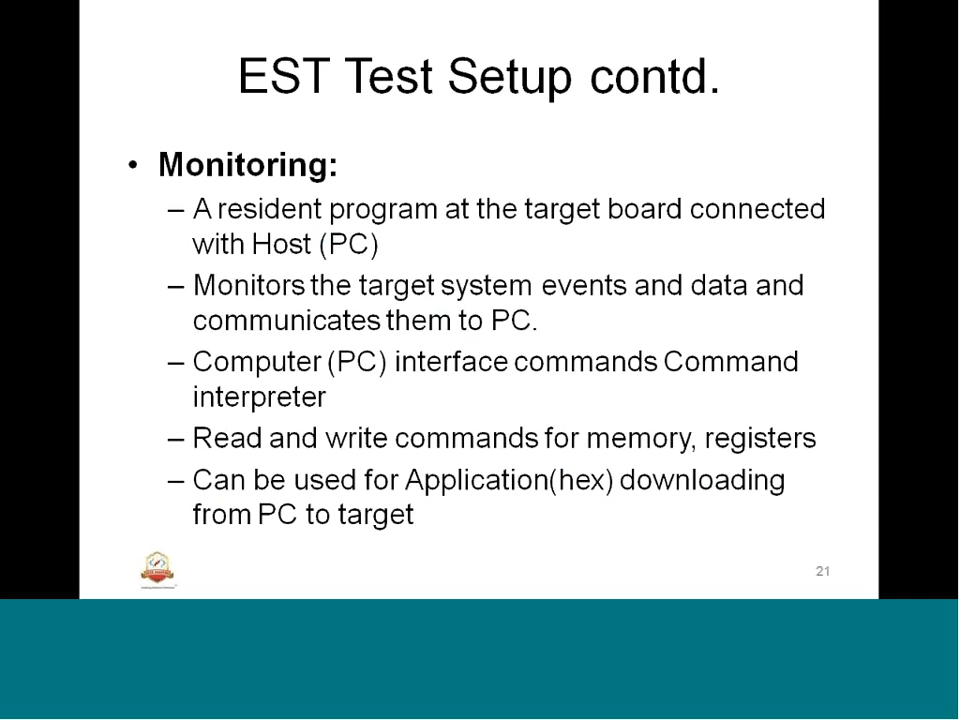 EST Test Setup contd.
• Monitoring:
– A resident program at the target board connected
with Host (PC)
– Monitors the target system events and data and
communicates them to PC.
– Computer (PC) interface commands Command
interpreter
– Read and write commands for memory, registers
– Can be used for Application(hex) downloading
from PC to target
21